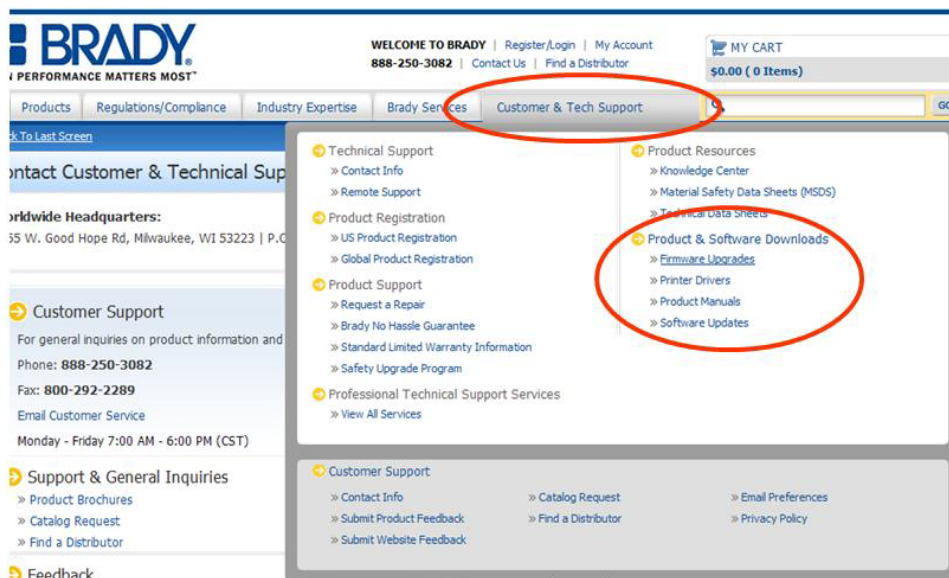 BRADY.
PERFORMANCE MATTERS MOST™
WELCOME TO BRADY | Register/Login | My Account
888-250-3082 | Contact Us | Find a Distributor
MY CART
$0.00 ( 0 Items)
Products
Regulations/Compliance
Industry Expertise
Brady Services
Customer & Tech Support
To Last Screen
ontact Customer & Technical Sup
orldwide Headquarters:
55 W. Good Hope Rd, Milwaukee, WI 53223 | P.O
Customer Support
For general inquiries on product information and
Phone: 888-250-3082
Fax: 800-292-2289
Email Customer Service
Monday - Friday 7:00 AM - 6:00 PM (CST)
Support & General Inquiries
» Product Brochures
» Catalog Request
» Find a Distributor
Feedback
Technical Support
» Contact Info
» Remote Support
Product Registration
» US Product Registration
» Global Product Registration
Product Support
» Request a Repair
» Brady No Hassle Guarantee
» Standard Limited Warranty Information
» Safety Upgrade Program
Professional Technical Support Services
» View All Services
Product Resources
» Knowledge Center
» Material Safety Data Sheets (MSDS)
» Technical Data Sheets
Product & Software Downloads
» Firmware Upgrades
» Printer Drivers
» Product Manuals
» Software Updates
Customer Support
» Contact Info
» Submit Product Feedback
» Submit Website Feedback
» Catalog Request
» Find a Distributor
» Email Preferences
» Privacy Policy